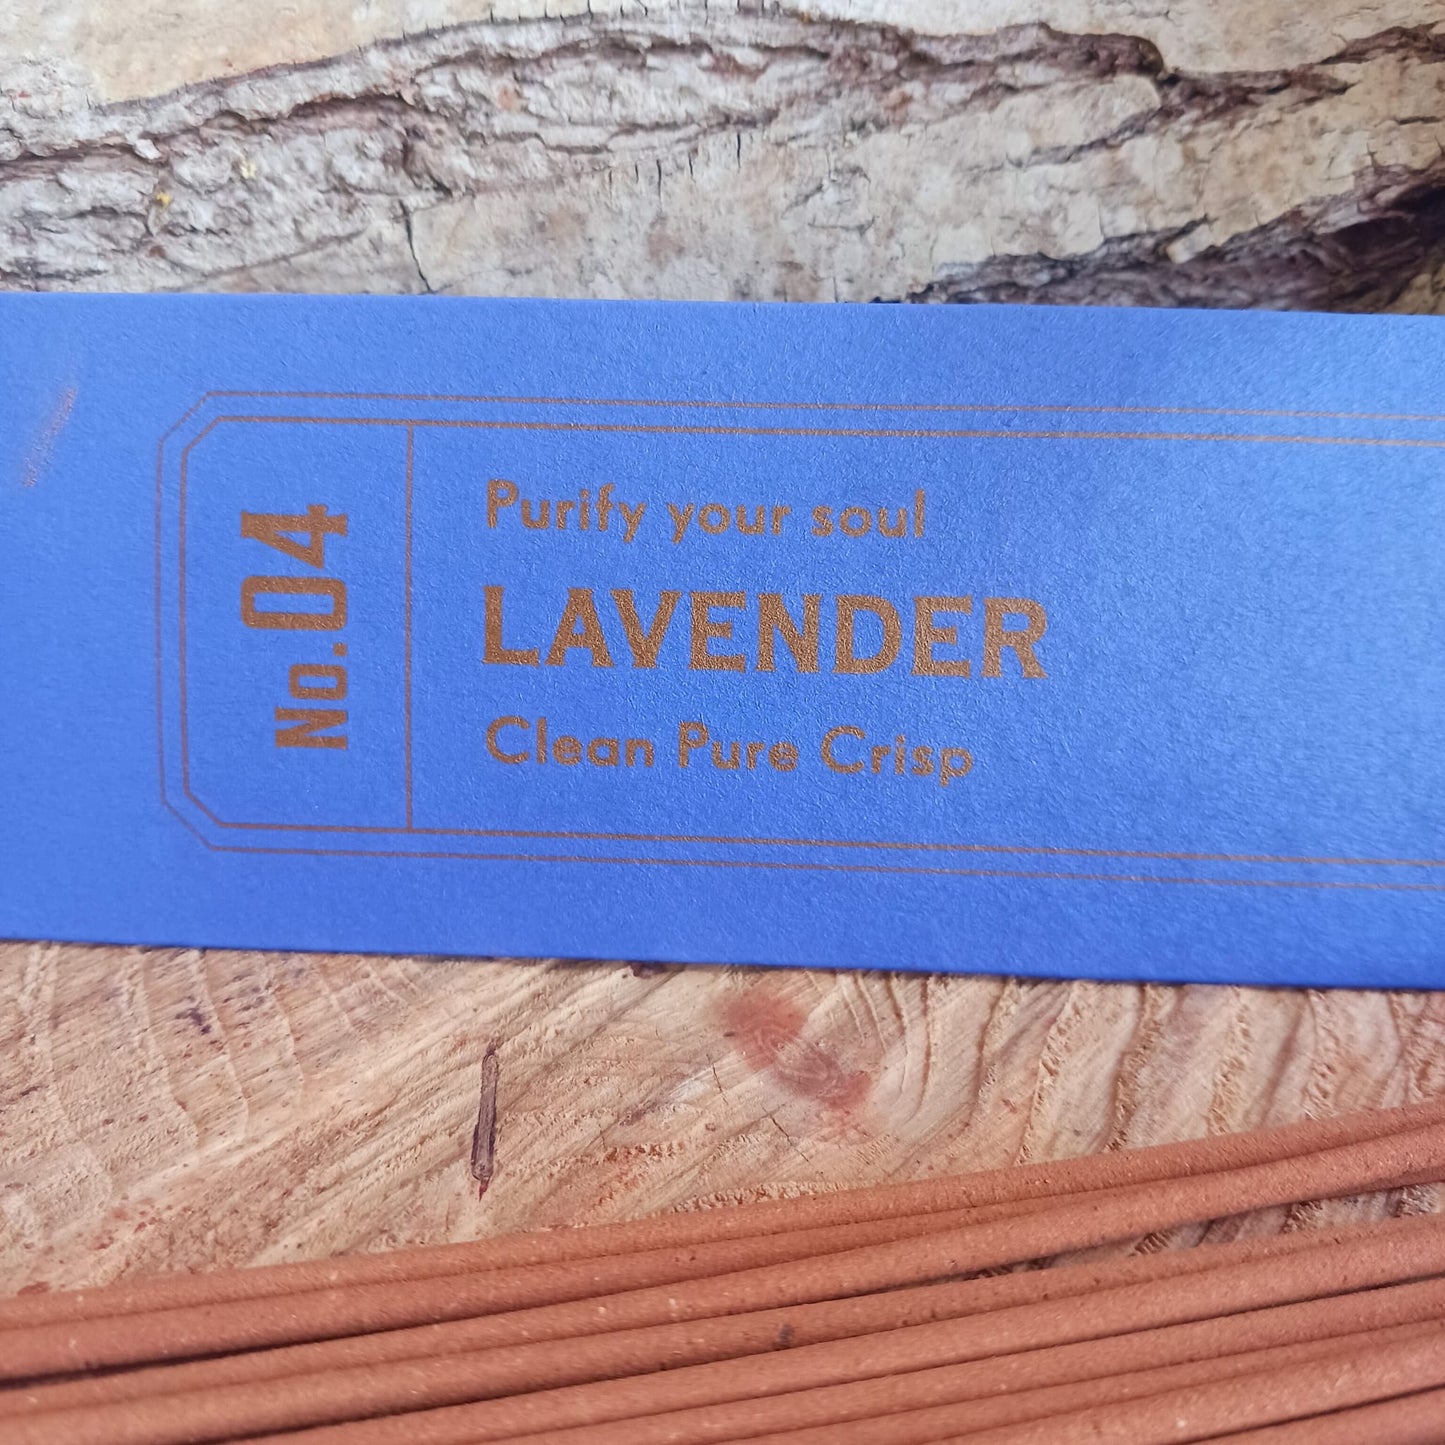 No.04
Purify your soul
LAVENDER
Clean Pure Crisp